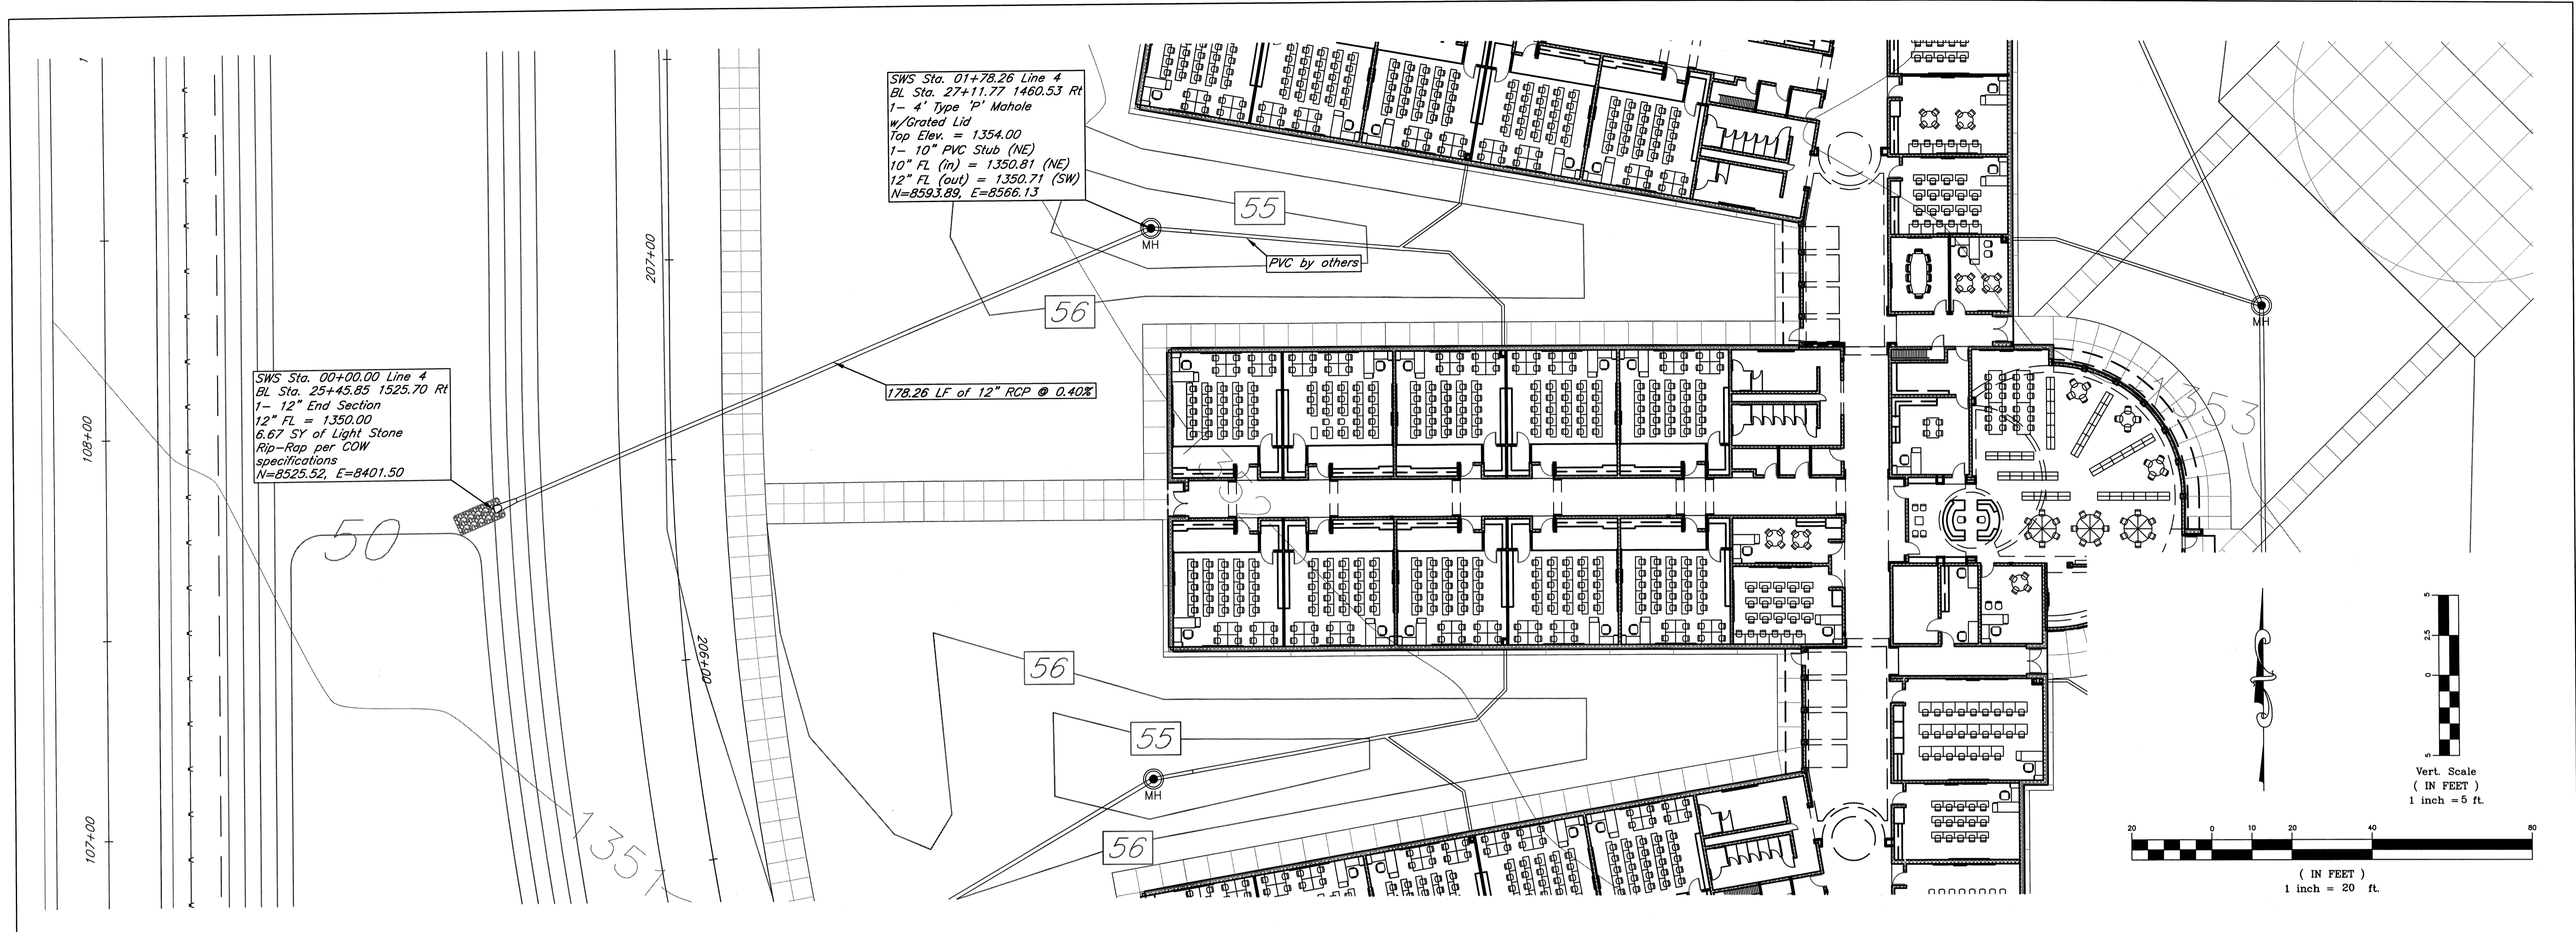 SWS Sta. 01+78.26 Line 4
BL Sta. 27+11.77 1460.53 Rt
1- 4' Type 'P' Mahole
w/Grated Lid
Top Elev. = 1354.00
1- 10" PVC Stub (NE)
10" FL (in) = 1350.81 (NE)
12" FL (out) = 1350.71 (SW)
N=8593.89, E=8566.13
55
MH
PVC by others
56
207+00
MH
178.26 LF of 12" RCP @ 0.40%
SWS Sta. 00+00.00 Line 4
BL Sta. 25+45.85 1525.70 Rt
1- 12" End Section
12" FL = 1350.00
6.67 SY of Light Stone
Rip-Rap per COW
specifications
N=8525.52, E=8401.50
108+00
1353
50
206+00
56
55
MH
56
107+00
1351
5
2.5
0
5
Vert. Scale
( IN FEET )
1 inch = 5 ft.
20 0 10 20 40 80
( IN FEET )
1 inch = 20 ft.